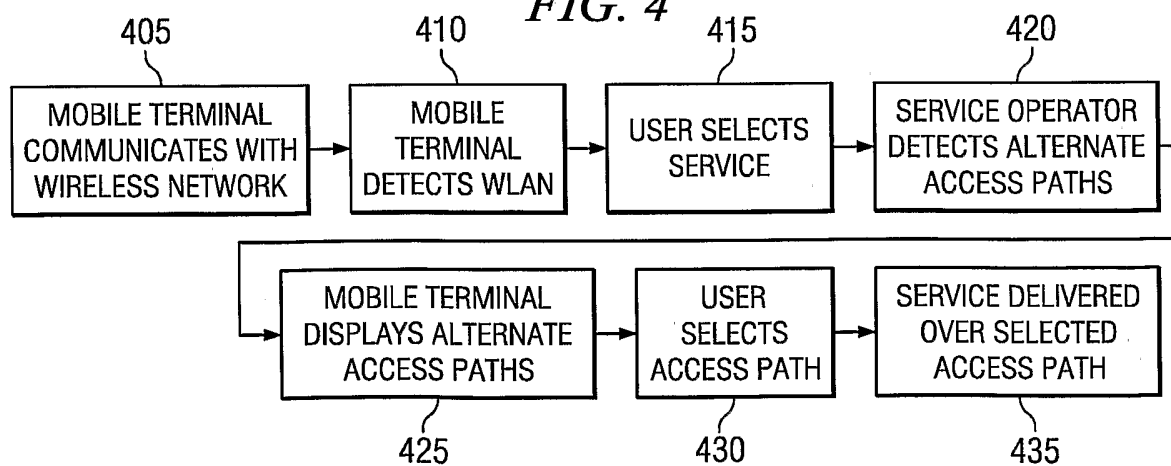 FIG. 4
405
410
415
420
MOBILE TERMINAL
COMMUNICATES WITH
WIRELESS NETWORK
MOBILE
TERMINAL
DETECTS WLAN
USER SELECTS
SERVICE
SERVICE OPERATOR
DETECTS ALTERNATE
ACCESS PATHS
MOBILE TERMINAL
DISPLAYS ALTERNATE
ACCESS PATHS
USER
SELECTS
ACCESS PATH
SERVICE DELIVERED
OVER SELECTED
ACCESS PATH
425
430
435